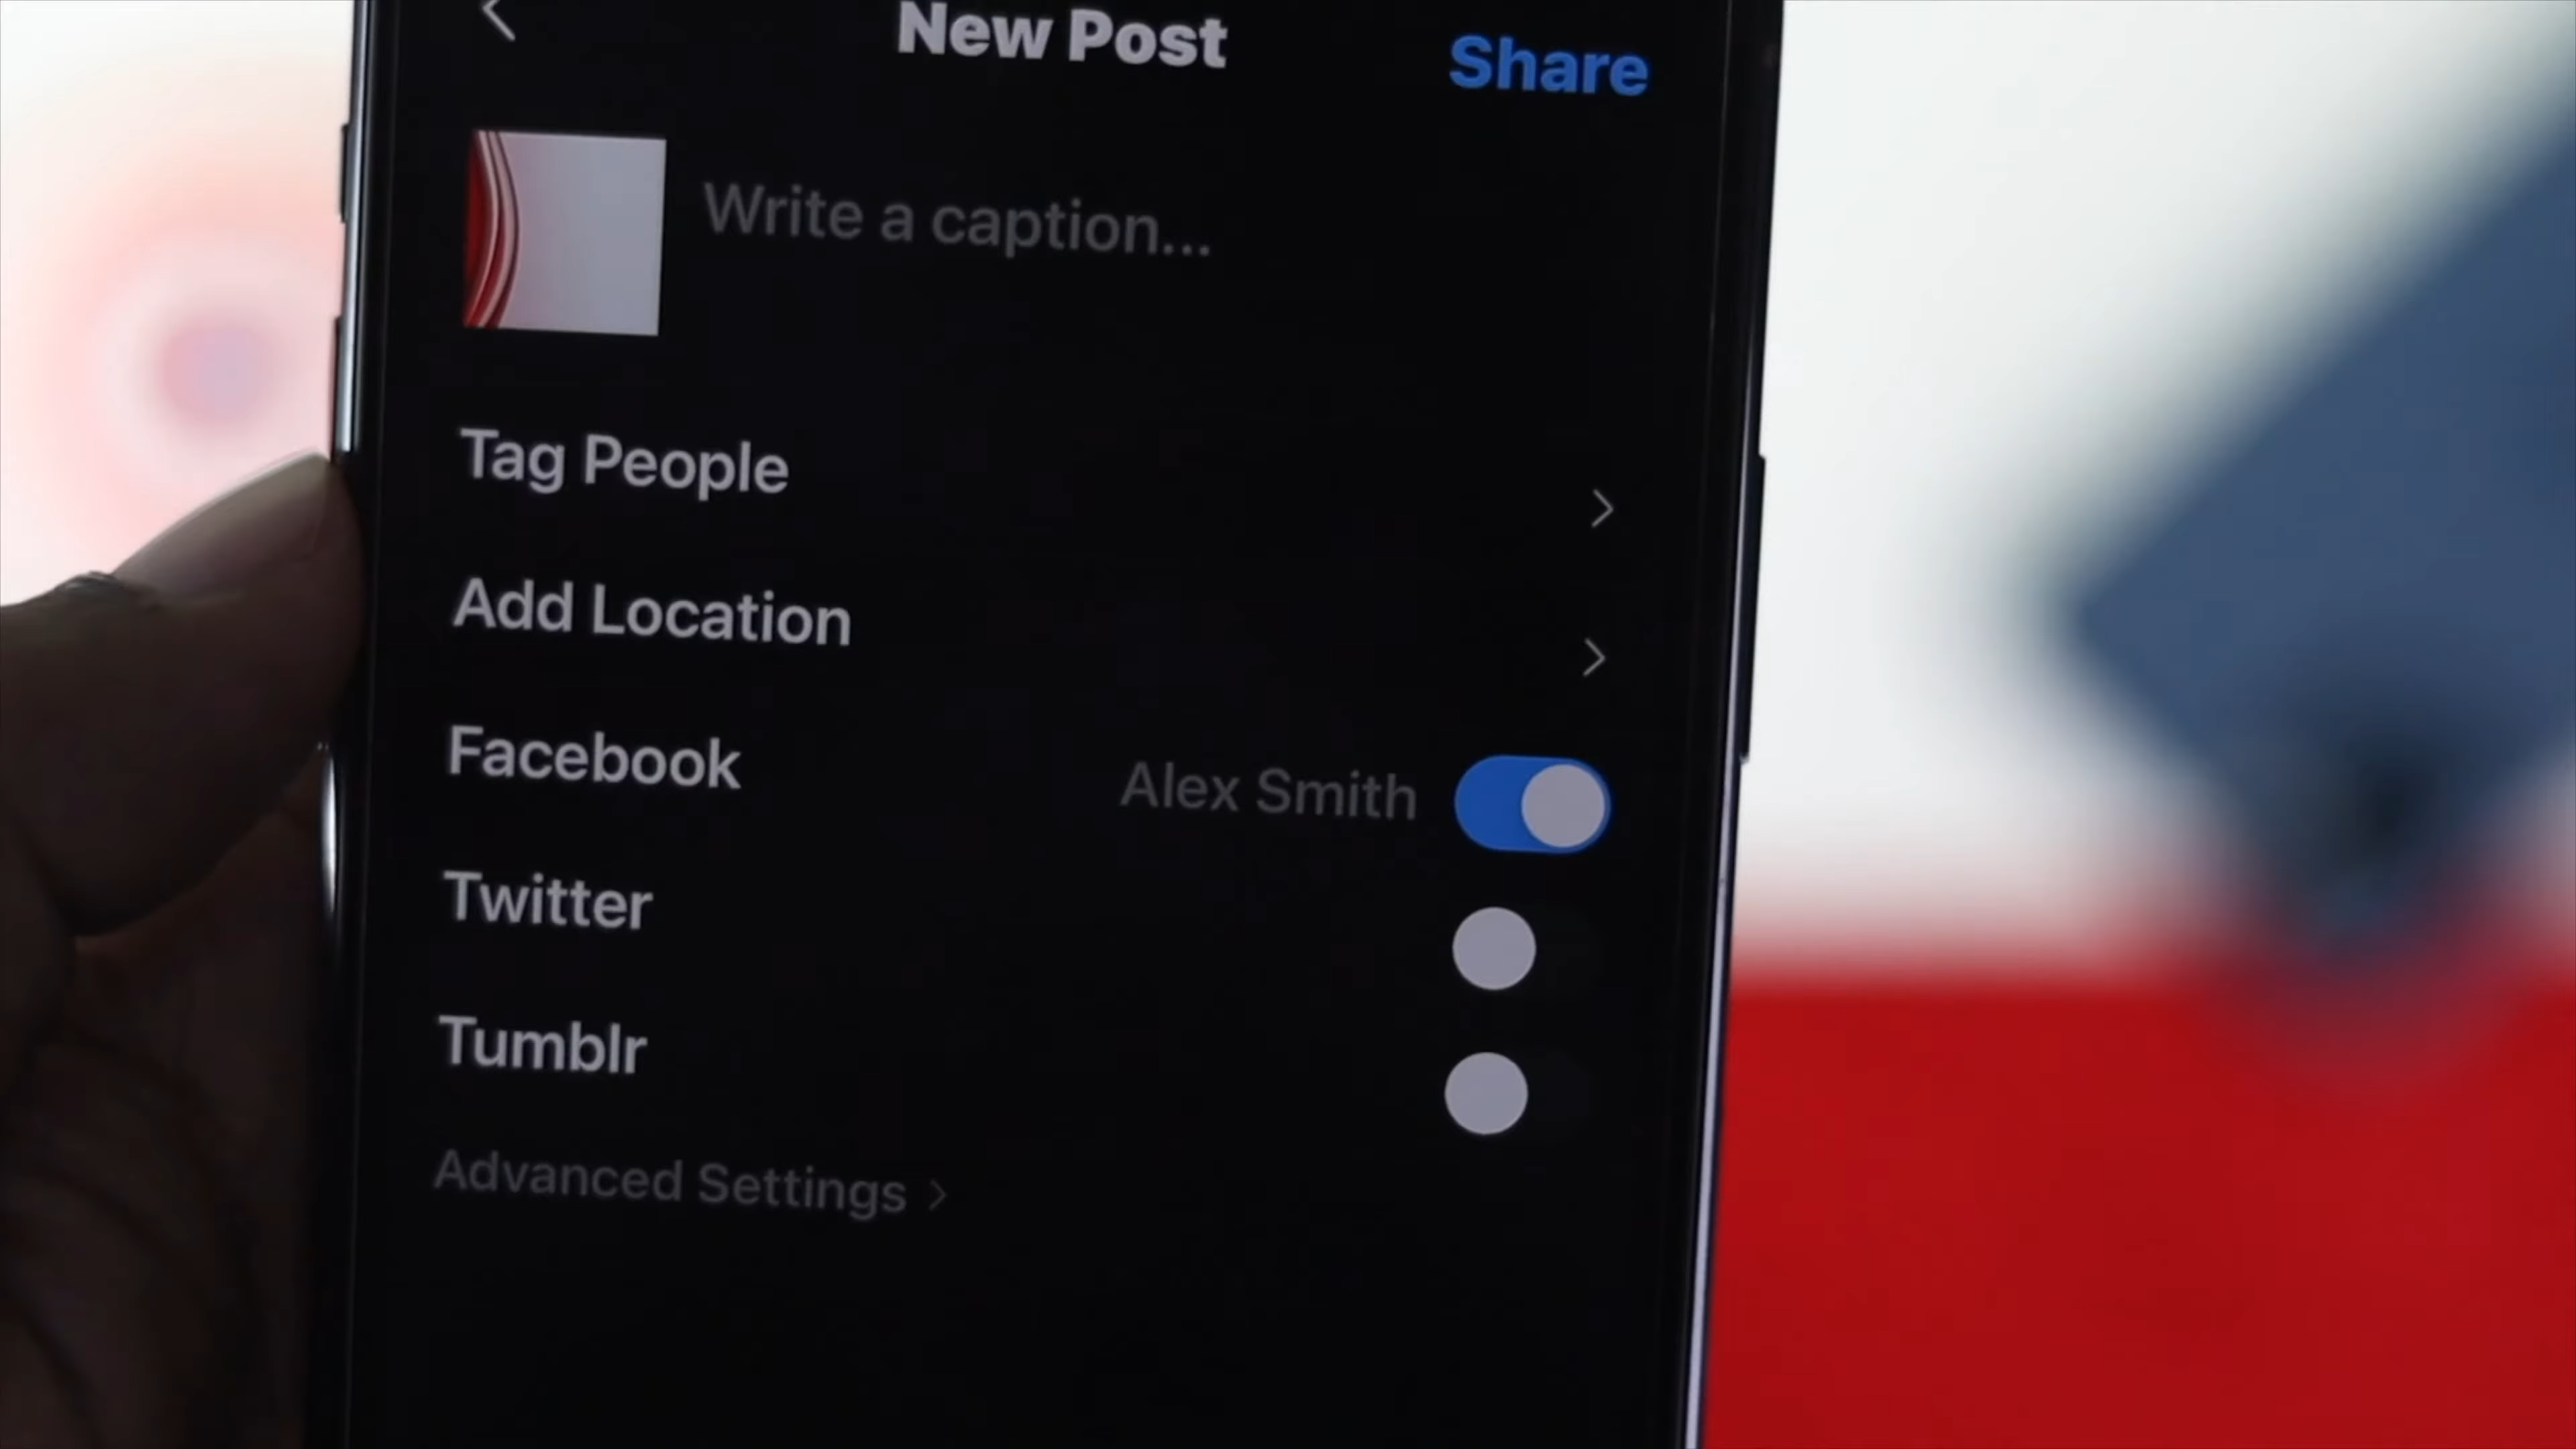 New Post
Share
Write a caption...
Tag People
Add Location
Facebook
Alex Smith
Twitter
Tumblr
Advanced Settings >